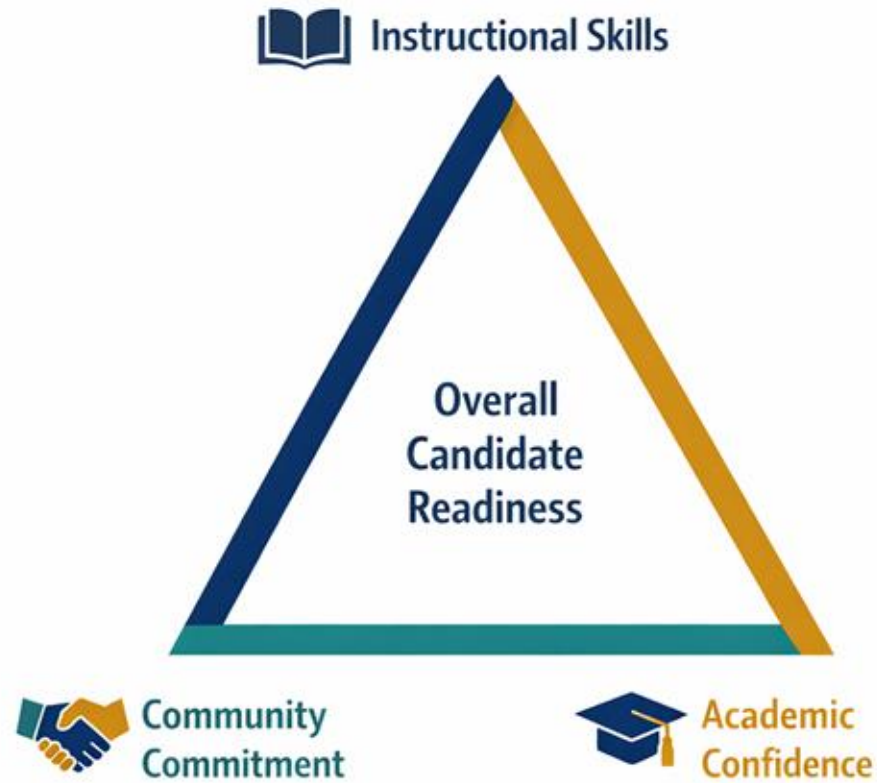 Instructional Skills
Overall
Candidate
Readiness
Community
Commitment
Academic
Confidence